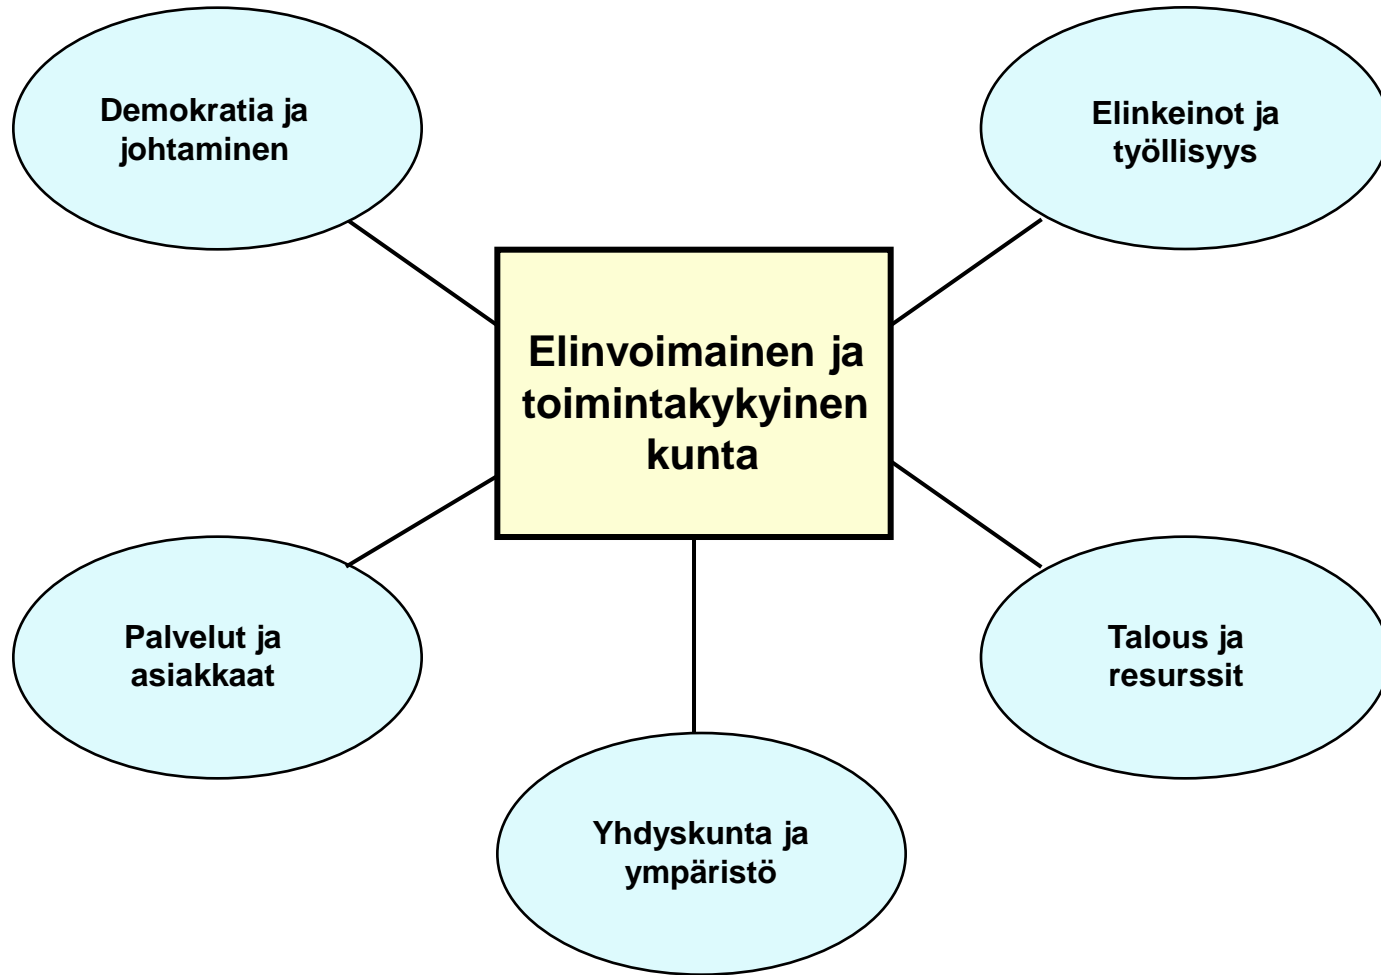 Demokratia ja
johtaminen
Elinkeinot ja
työllisyys
Elinvoimainen ja
toimintakykyinen
kunta
Palvelut ja
asiakkaat
Talous ja
resurssit
Yhdyskunta ja
ympäristö